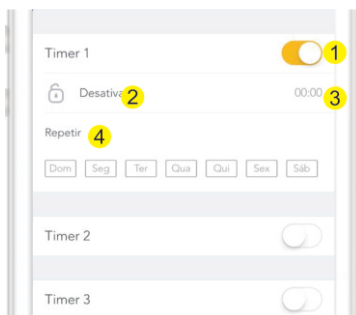 Timer 1 1
Desativa 2 00:00 3
Repetir 4
Dom Seg Ter Qua Qui Sex Sáb
Timer 2
Timer 3